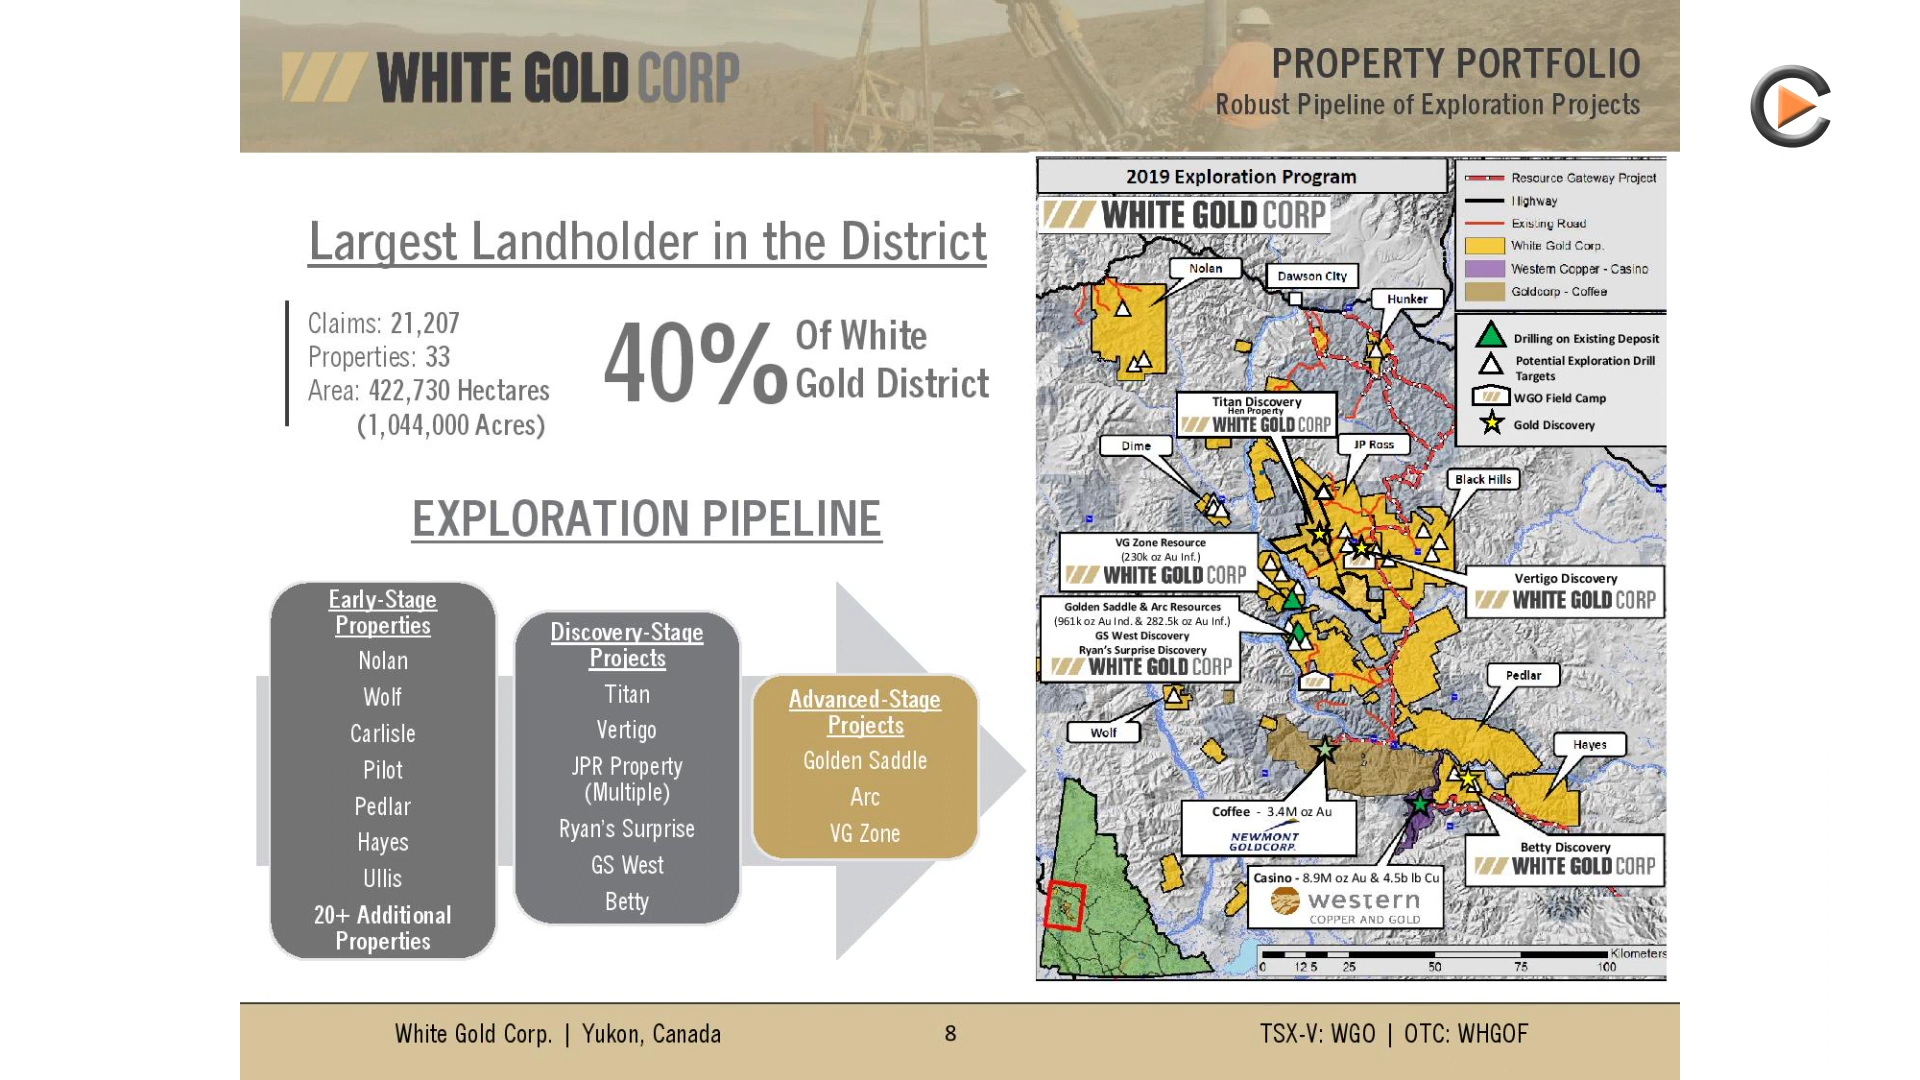 WHITE GOLD CORP
PROPERTY PORTFOLIO
Robust Pipeline of Exploration Projects
Largest Landholder in the District
Claims: 21,207
Properties: 33
Area: 422,730 Hectares
(1,044,000 Acres)
40%
Of White
Gold District
EXPLORATION PIPELINE
Early-Stage
Properties
Nolan
Wolf
Carlisle
Pilot
Pedlar
Hayes
Ullis
20+ Additional
Properties
Discovery-Stage
Projects
Titan
Vertigo
JPR Property
(Multiple)
Ryan's Surprise
GS West
Betty
Advanced-Stage
Projects
Golden Saddle
Arc
VG Zone
2019 Exploration Program
WHITE GOLD CORP
Resource Gateway Project
Highway
Existing Road
White Gold Corp.
Western Copper - Casino
Goldcorp - Coffee
Drilling on Existing Deposit
Potential Exploration Drill
Targets
WGO Field Camp
Gold Discovery
Nolan
Dawson City
Hunker
Titan Discovery
Hen Property
WHITE GOLD CORP
Dime
JP Ross
Black Hills
VG Zone Resource
(230k oz Au Inf.)
WHITE GOLD CORP
Vertigo Discovery
WHITE GOLD CORP
Golden Saddle & Arc Resources
(961k oz Au Ind. & 282.5k oz Au Inf.)
GS West Discovery
Ryan's Surprise Discovery
WHITE GOLD CORP
Pedlar
Wolf
Hayes
Coffee - 3.4M oz Au
NEWMONT
GOLDCORP.
Betty Discovery
WHITE GOLD CORP
Casino - 8.9M oz Au & 4.5b lb Cu
western
COPPER AND GOLD
Kilometers
0 12.5 25 50 75 100
White Gold Corp. | Yukon, Canada
8
TSX-V: WGO | OTC: WHGOF